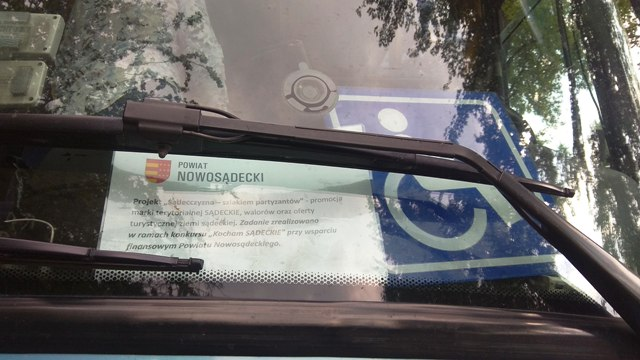 POWIAT
NOWOSĄDECKI
Projekt: „Sądecczyzna – szlakiem partyzantów" - promocja
marki terytorialnej SĄDECKIE, walorów oraz oferty
turystycznej ziemi sądeckiej. Zadanie zrealizowano
w ramach konkursu „Kocham SĄDECKIE" przy wsparciu
finansowym Powiatu Nowosądeckiego.